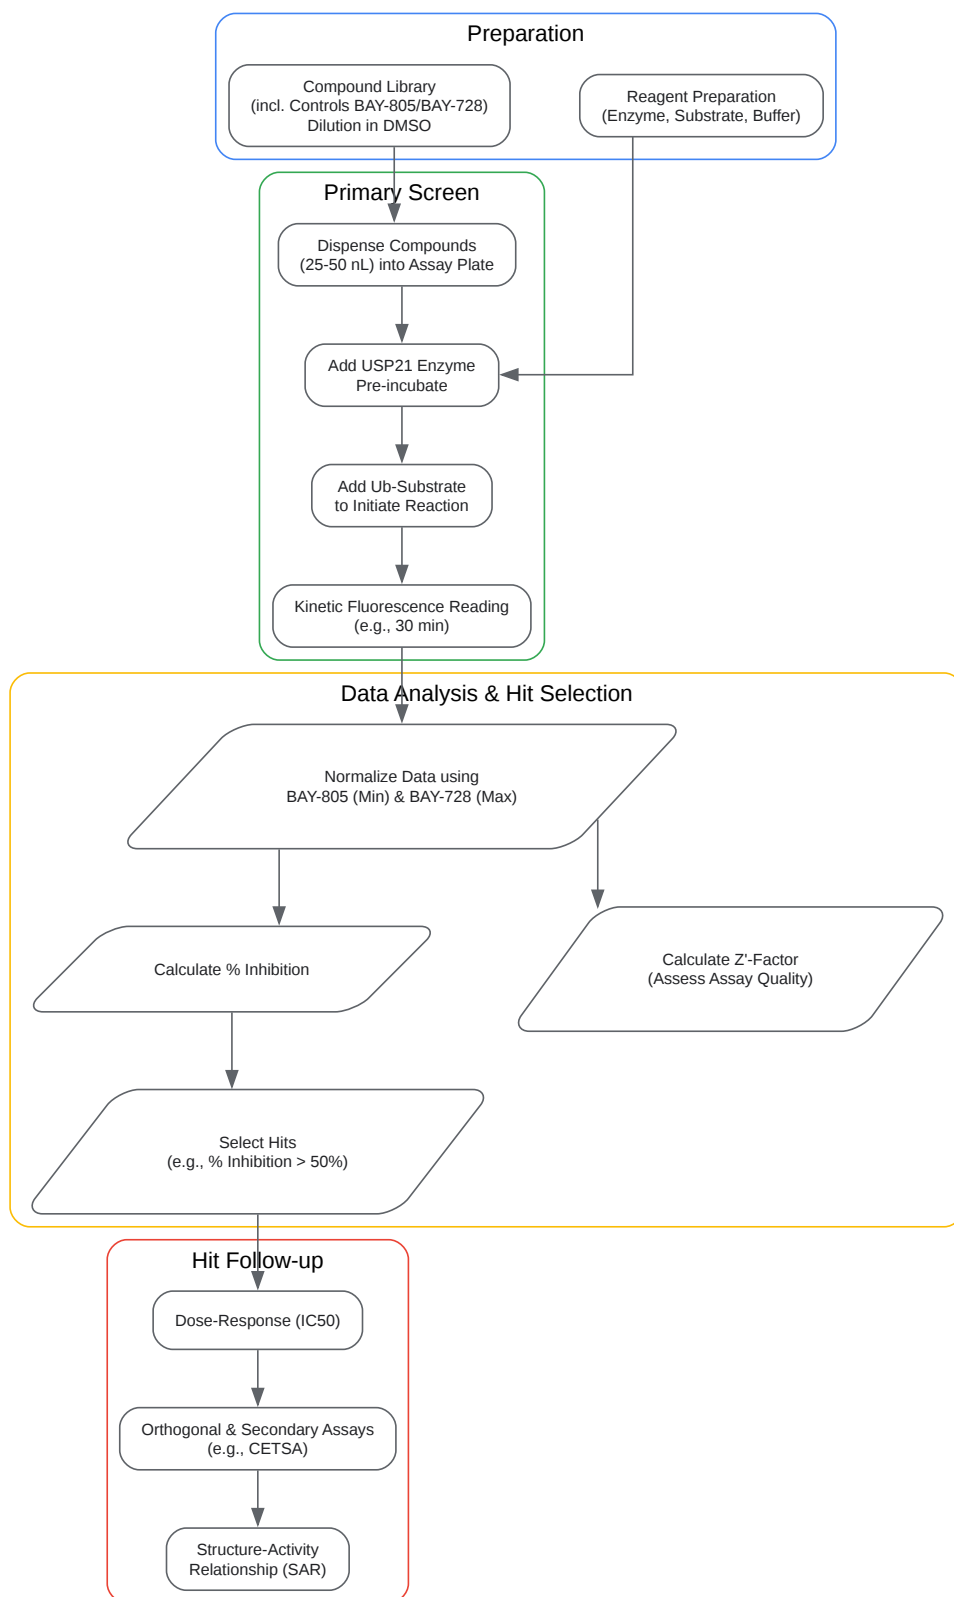 Preparation
Compound Library
(incl. Controls BAY-805/BAY-728)
Dilution in DMSO
Reagent Preparation
(Enzyme, Substrate, Buffer)
Primary Screen
Dispense Compounds
(25-50 nL) into Assay Plate
Add USP21 Enzyme
Pre-incubate
Add Ub-Substrate
to Initiate Reaction
Kinetic Fluorescence Reading
(e.g., 30 min)
Data Analysis & Hit Selection
Normalize Data using
BAY-805 (Min) & BAY-728 (Max)
Calculate % Inhibition
Calculate Z'-Factor
(Assess Assay Quality)
Select Hits
(e.g., % Inhibition > 50%)
Hit Follow-up
Dose-Response (IC50)
Orthogonal & Secondary Assays
(e.g., CETSA)
Structure-Activity
Relationship (SAR)